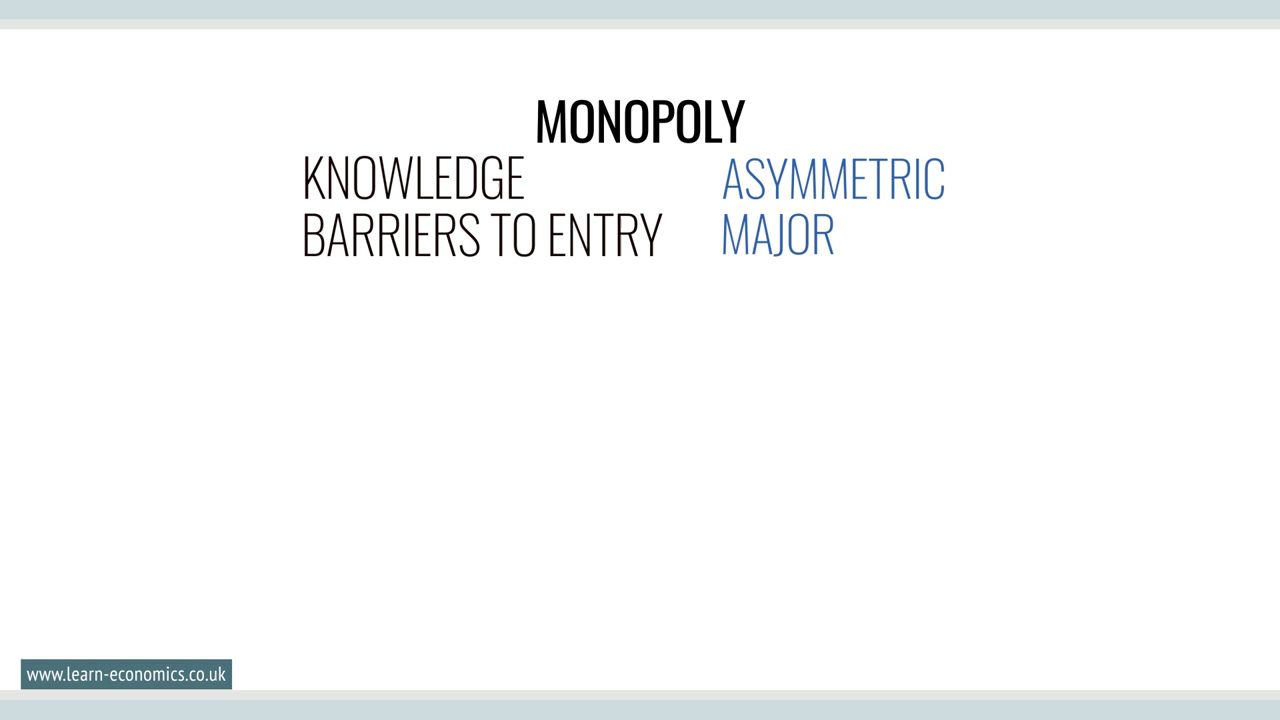 MONOPOLY
KNOWLEDGE ASYMMETRIC
BARRIERS TO ENTRY MAJOR
www.learn-economics.co.uk